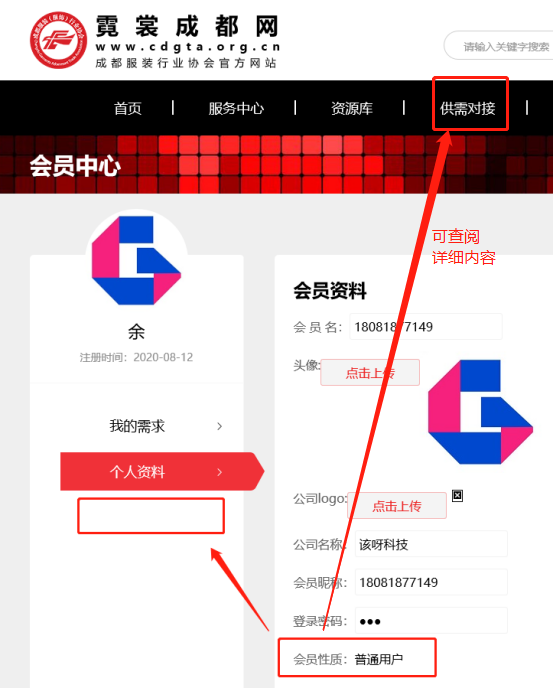 霓裳成都网
www.cdgta.org.cn
成都服装行业协会官方网站
请输入关键字搜索
首页
服务中心
资源库
供需对接
会员中心
可查阅
详细内容
余
注册时间：2020-08-12
我的需求
个人资料
会员资料
会 员 名：
18081877149
头像:
点击上传
公司logo:
点击上传
公司名称：
该呀科技
会员昵称：
18081877149
登录密码：
●●●
会员性质：
普通用户